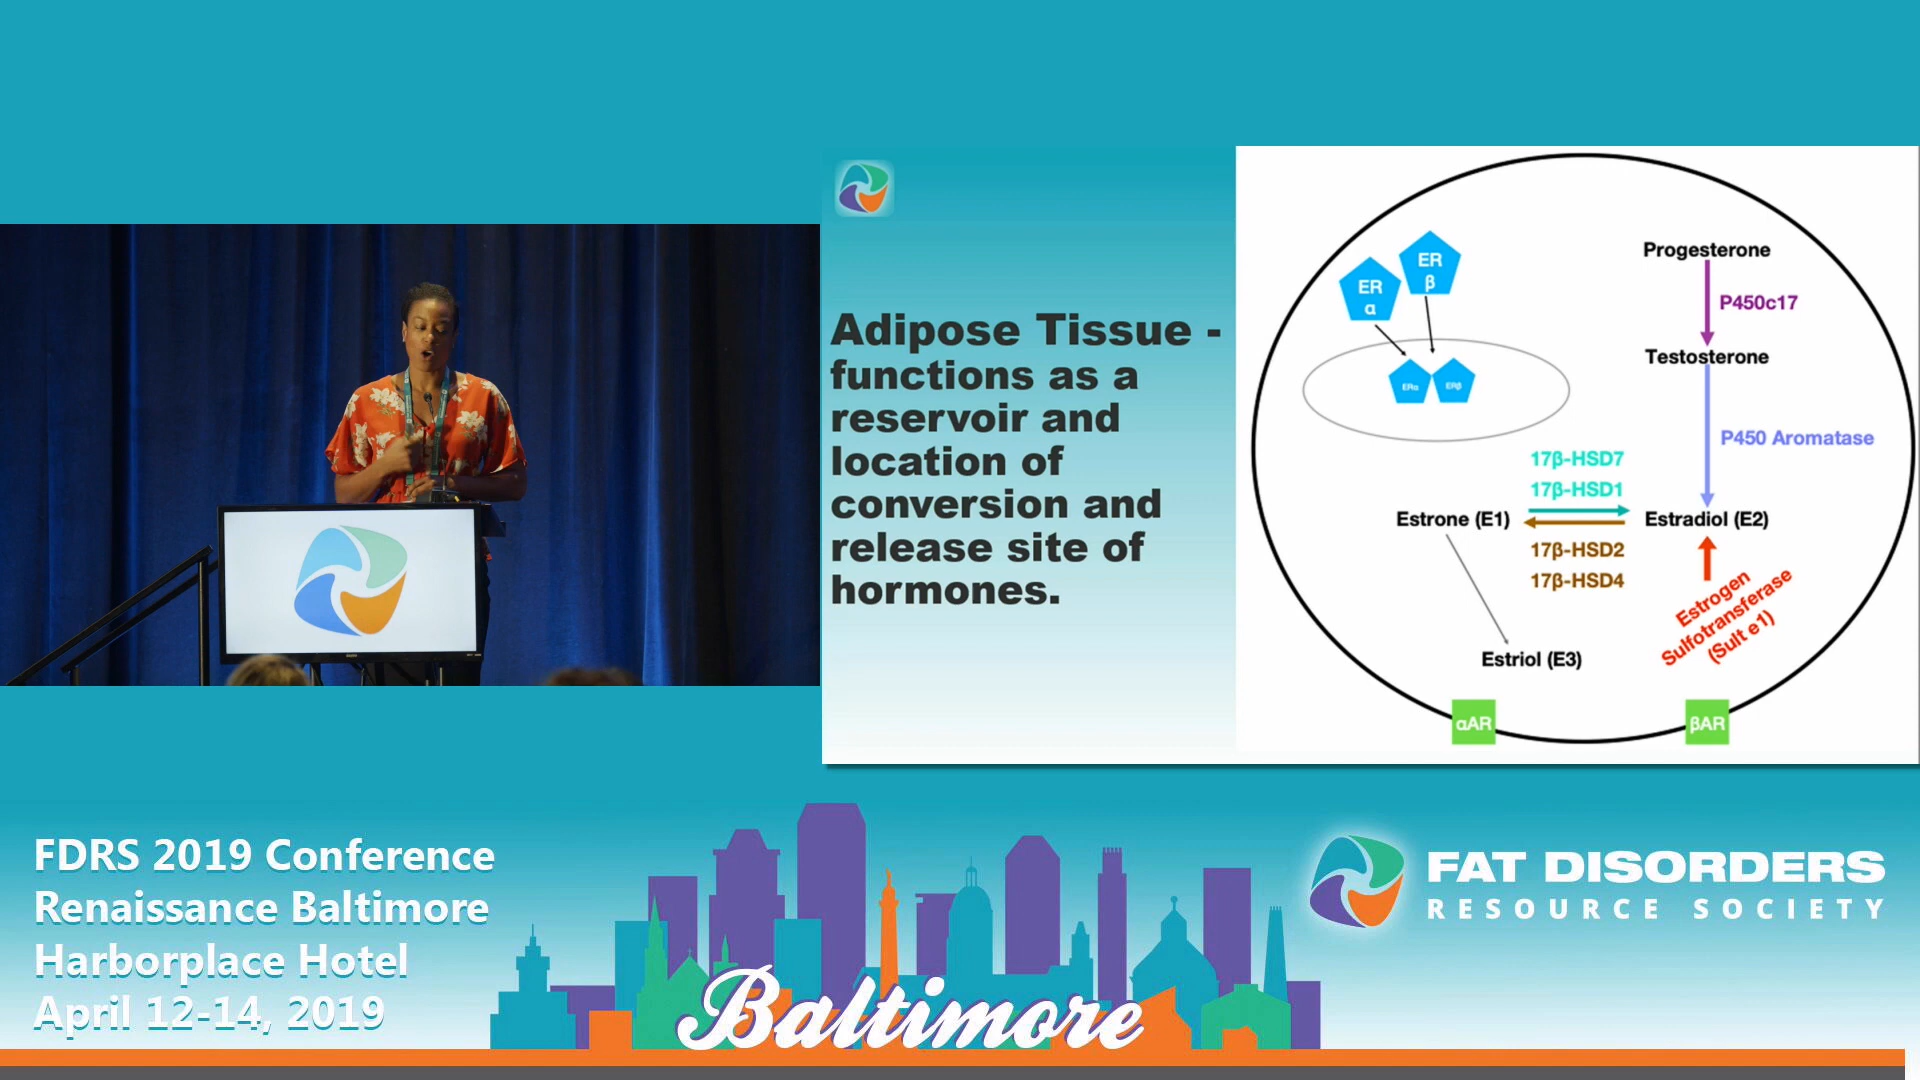 Adipose Tissue -
functions as a
reservoir and
location of
conversion and
release site of
hormones.
ER
α
ER
β
ERα
ERβ
Progesterone
P450c17
Testosterone
P450 Aromatase
17β-HSD7
17β-HSD1
Estrone (E1)
Estradiol (E2)
17β-HSD2
17β-HSD4
Estrogen
Sulfotransferase
(Sult e1)
Estriol (E3)
αAR
βAR
FDRS 2019 Conference
Renaissance Baltimore
Harborplace Hotel
April 12-14, 2019
Baltimore
FAT DISORDERS
RESOURCE SOCIETY